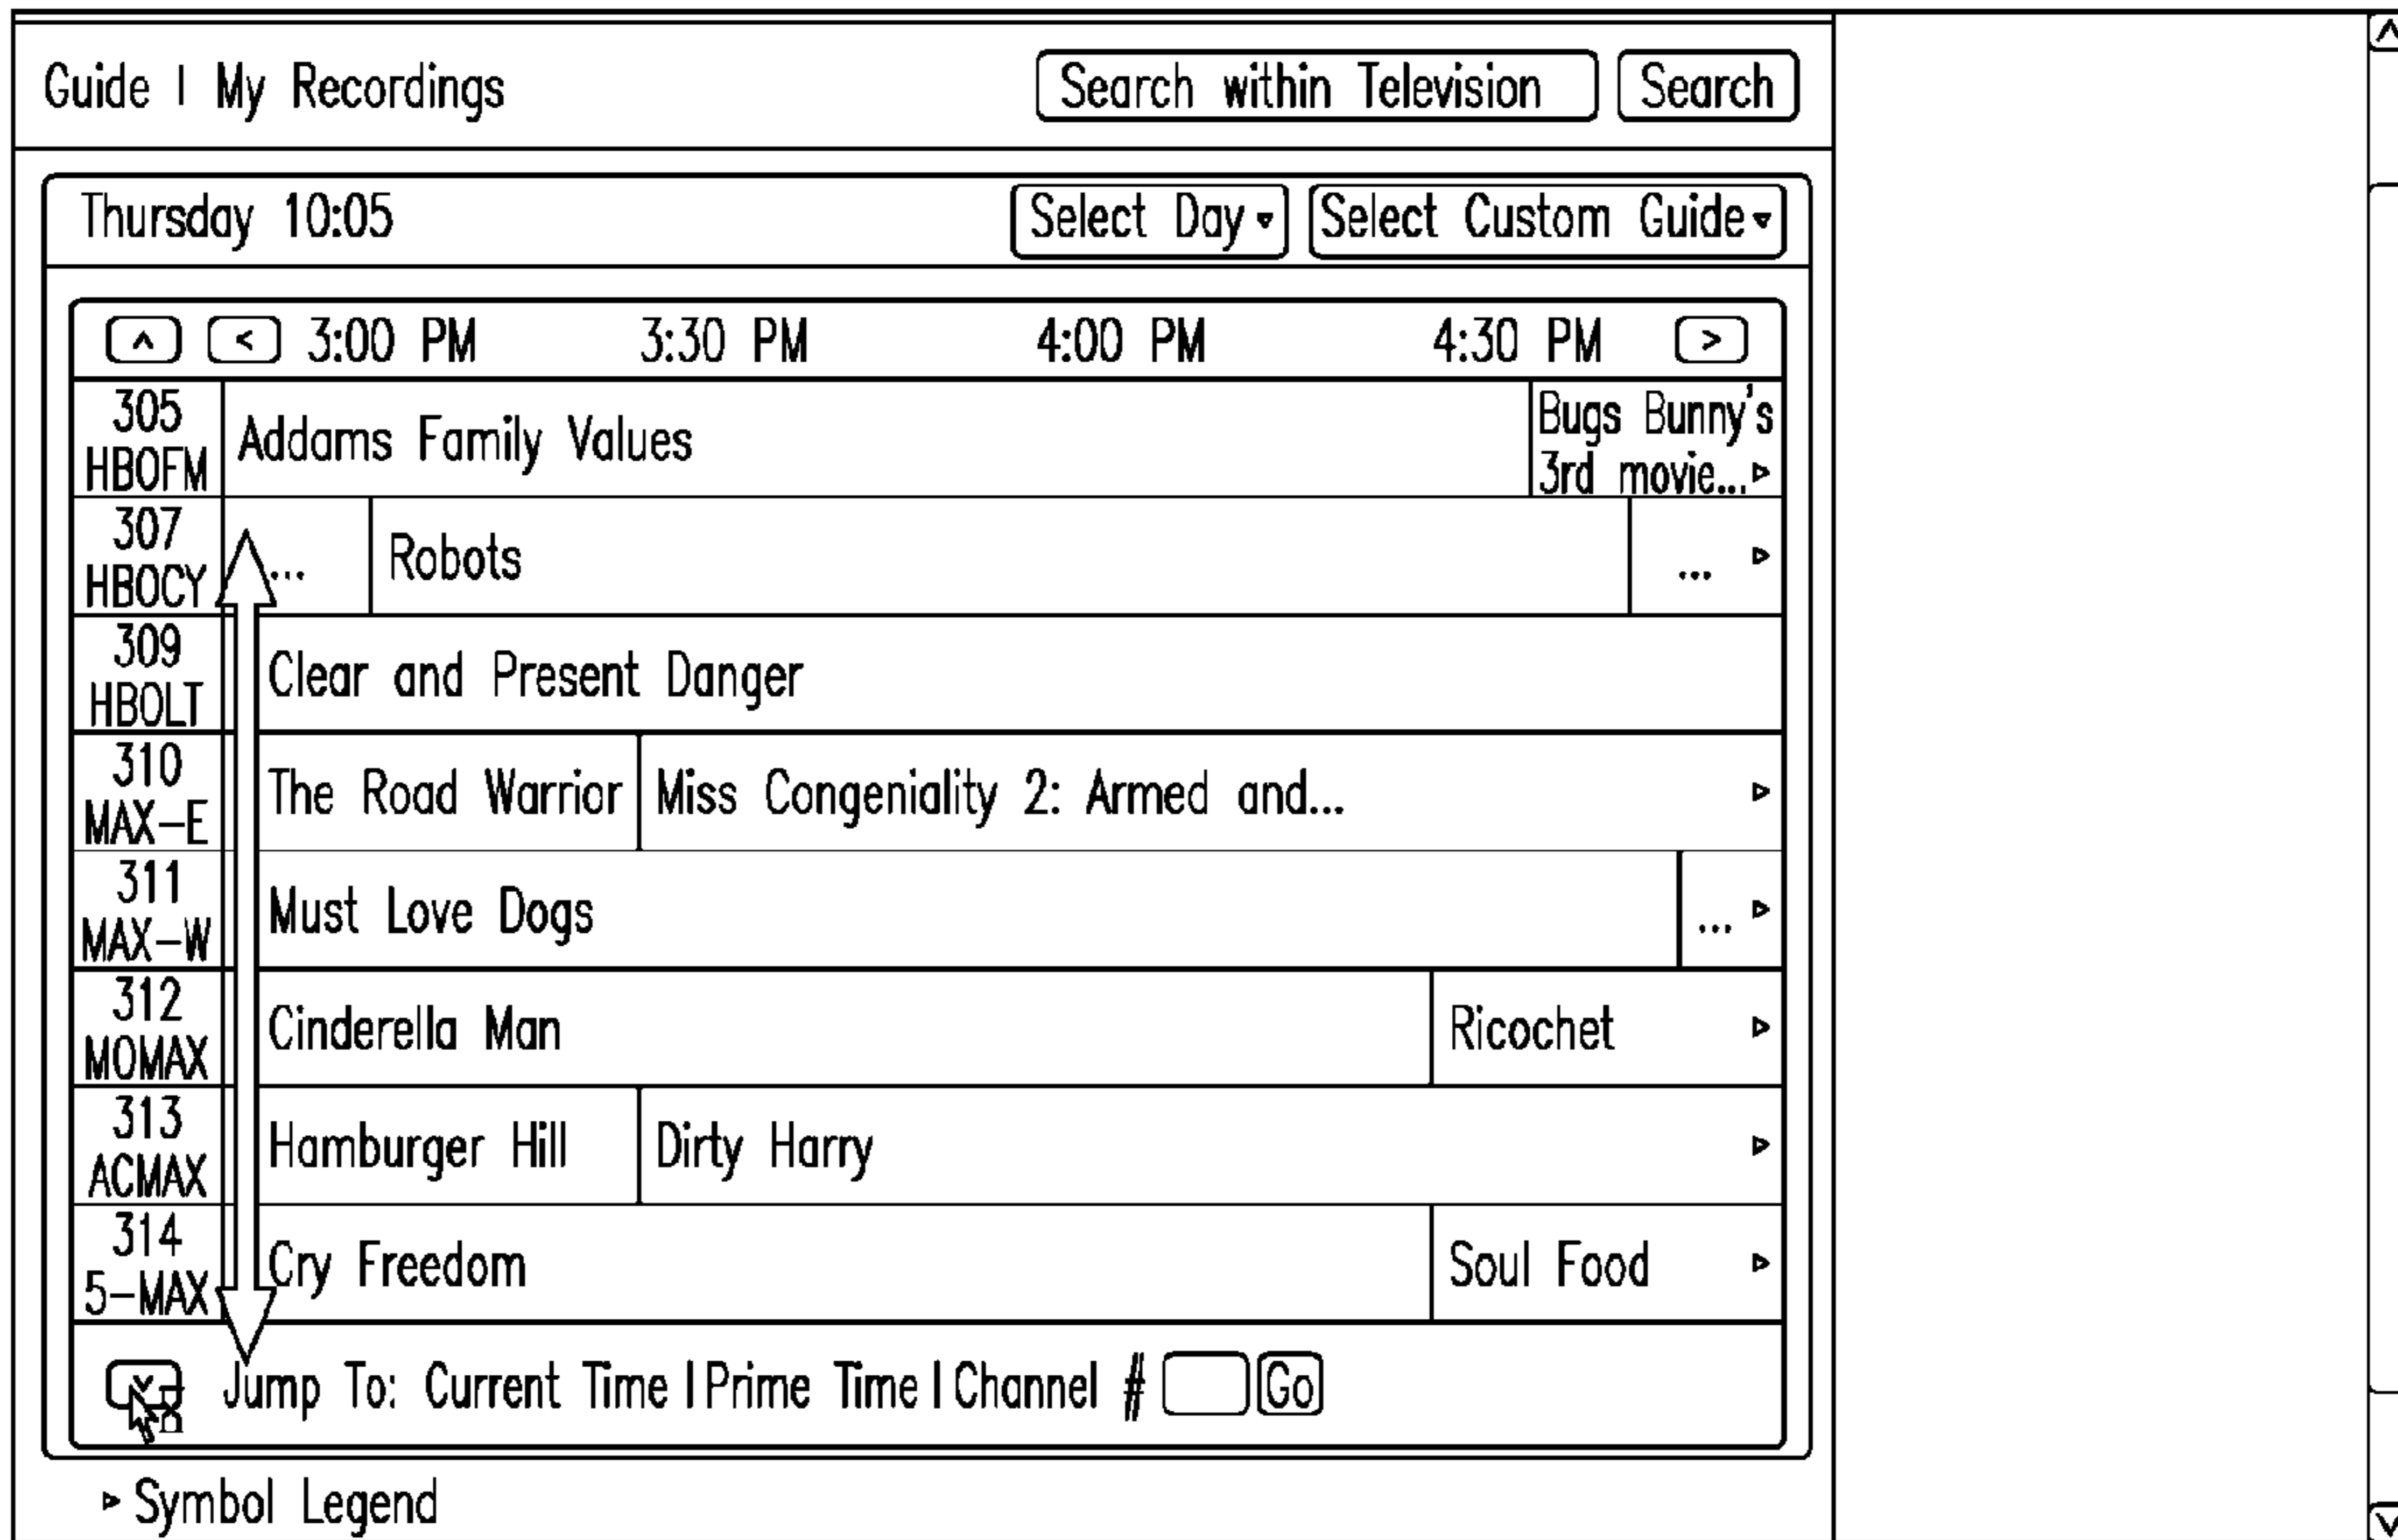 Guide | My Recordings
Search within Television
Search
Thursday 10:05
Select Day
Select Custom Guide
3:00 PM 3:30 PM 4:00 PM 4:30 PM
305
HBOFM
Addams Family Values
Bugs Bunny's
3rd movie...
307
HBOCY
...
Robots
...
309
HBOLT
Clear and Present Danger
310
MAX-E
The Road Warrior
Miss Congeniality 2: Armed and...
311
MAX-W
Must Love Dogs
...
312
MOMAX
Cinderella Man
Ricochet
313
ACMAX
Hamburger Hill
Dirty Harry
314
5-MAX
Cry Freedom
Soul Food
Jump To: Current Time | Prime Time | Channel # Go
Symbol Legend